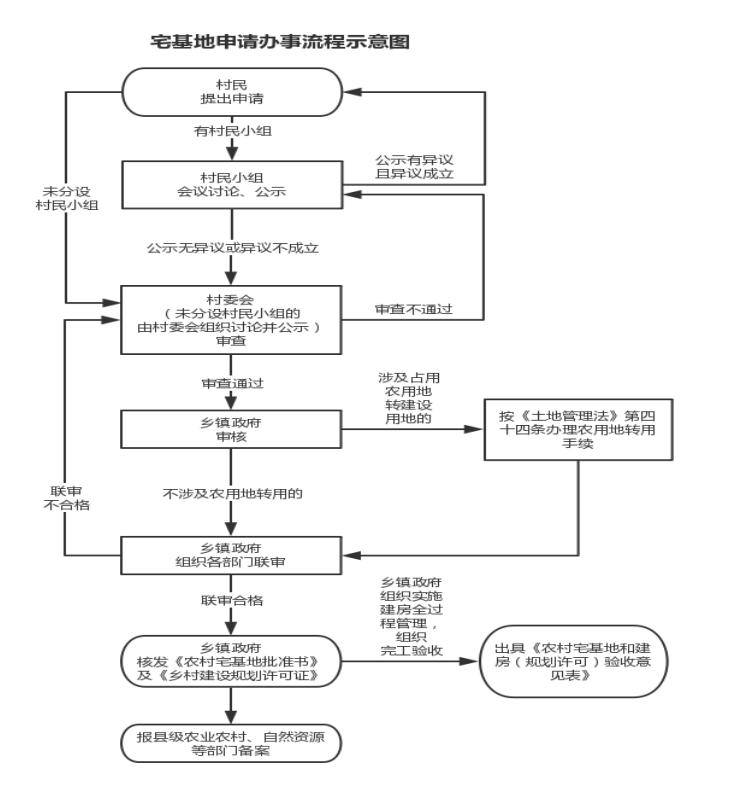 宅基地申请办事流程示意图
村民
提出申请
有村民小组
村民小组
会议讨论、公示
公示有异议
且异议成立
未分设
村民小组
公示无异议或异议不成立
村委会
（未分设村民小组的
由村委会组织讨论并公示）
审查
审查不通过
审查通过
涉及占用
农用地
转建设
用地的
乡镇政府
审核
按《土地管理法》第四
十四条办理农用地转用
手续
联审
不合格
不涉及农用地转用的
乡镇政府
组织各部门联审
联审合格
乡镇政府
组织实施
建房全过
程管理，
组织
完工验收
乡镇政府
核发《农村宅基地批准书》
及《乡村建设规划许可证》
出具《农村宅基地和建
房（规划许可）验收意
见表》
报县级农业农村、自然资源
等部门备案